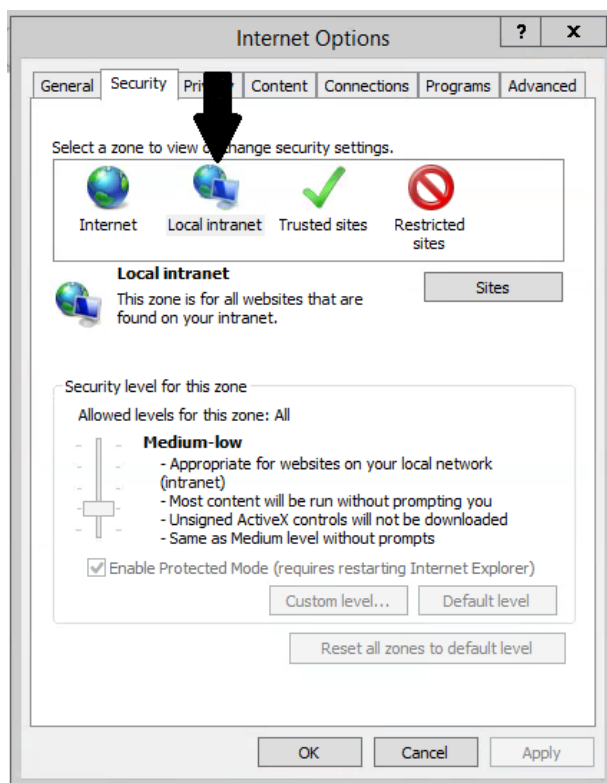 Internet Options
?
x
General Security Content Connections Programs Advanced
Select a zone to view change security settings.
Internet
Local intranet
Trusted sites
Restricted
sites
Local intranet
This zone is for all websites that are
found on your intranet.
Sites
Security level for this zone
Allowed levels for this zone: All
Medium-low
- Appropriate for websites on your local network
(intranet)
- Most content will be run without prompting you
- Unsigned ActiveX controls will not be downloaded
- Same as Medium level without prompts
Enable Protected Mode (requires restarting Internet Explorer)
Custom level...
Default level
Reset all zones to default level
OK
Cancel
Apply